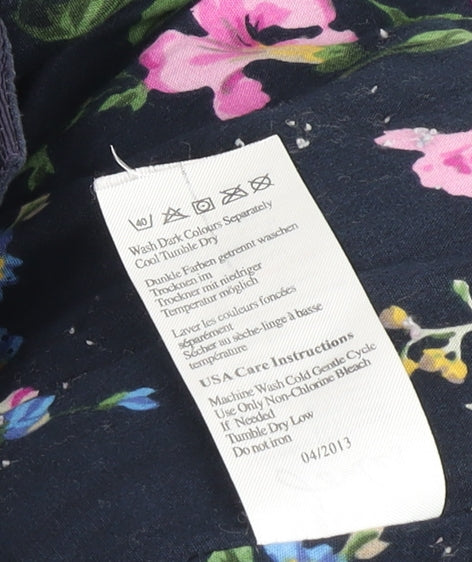 40
Wash Dark Colours Separately
Cool Tumble Dry
Dunkle Farben getrennt waschen
Trocknen im
Trockner mit niedriger
Temperatur möglich
Laver les couleurs foncées
séparément
Sécher au sèche-linge à basse
température
USA Care Instructions
Machine Wash Cold Gentle Cycle
Use Only Non-Chlorine Bleach
If Needed
Tumble Dry Low
Do not iron
04/2013